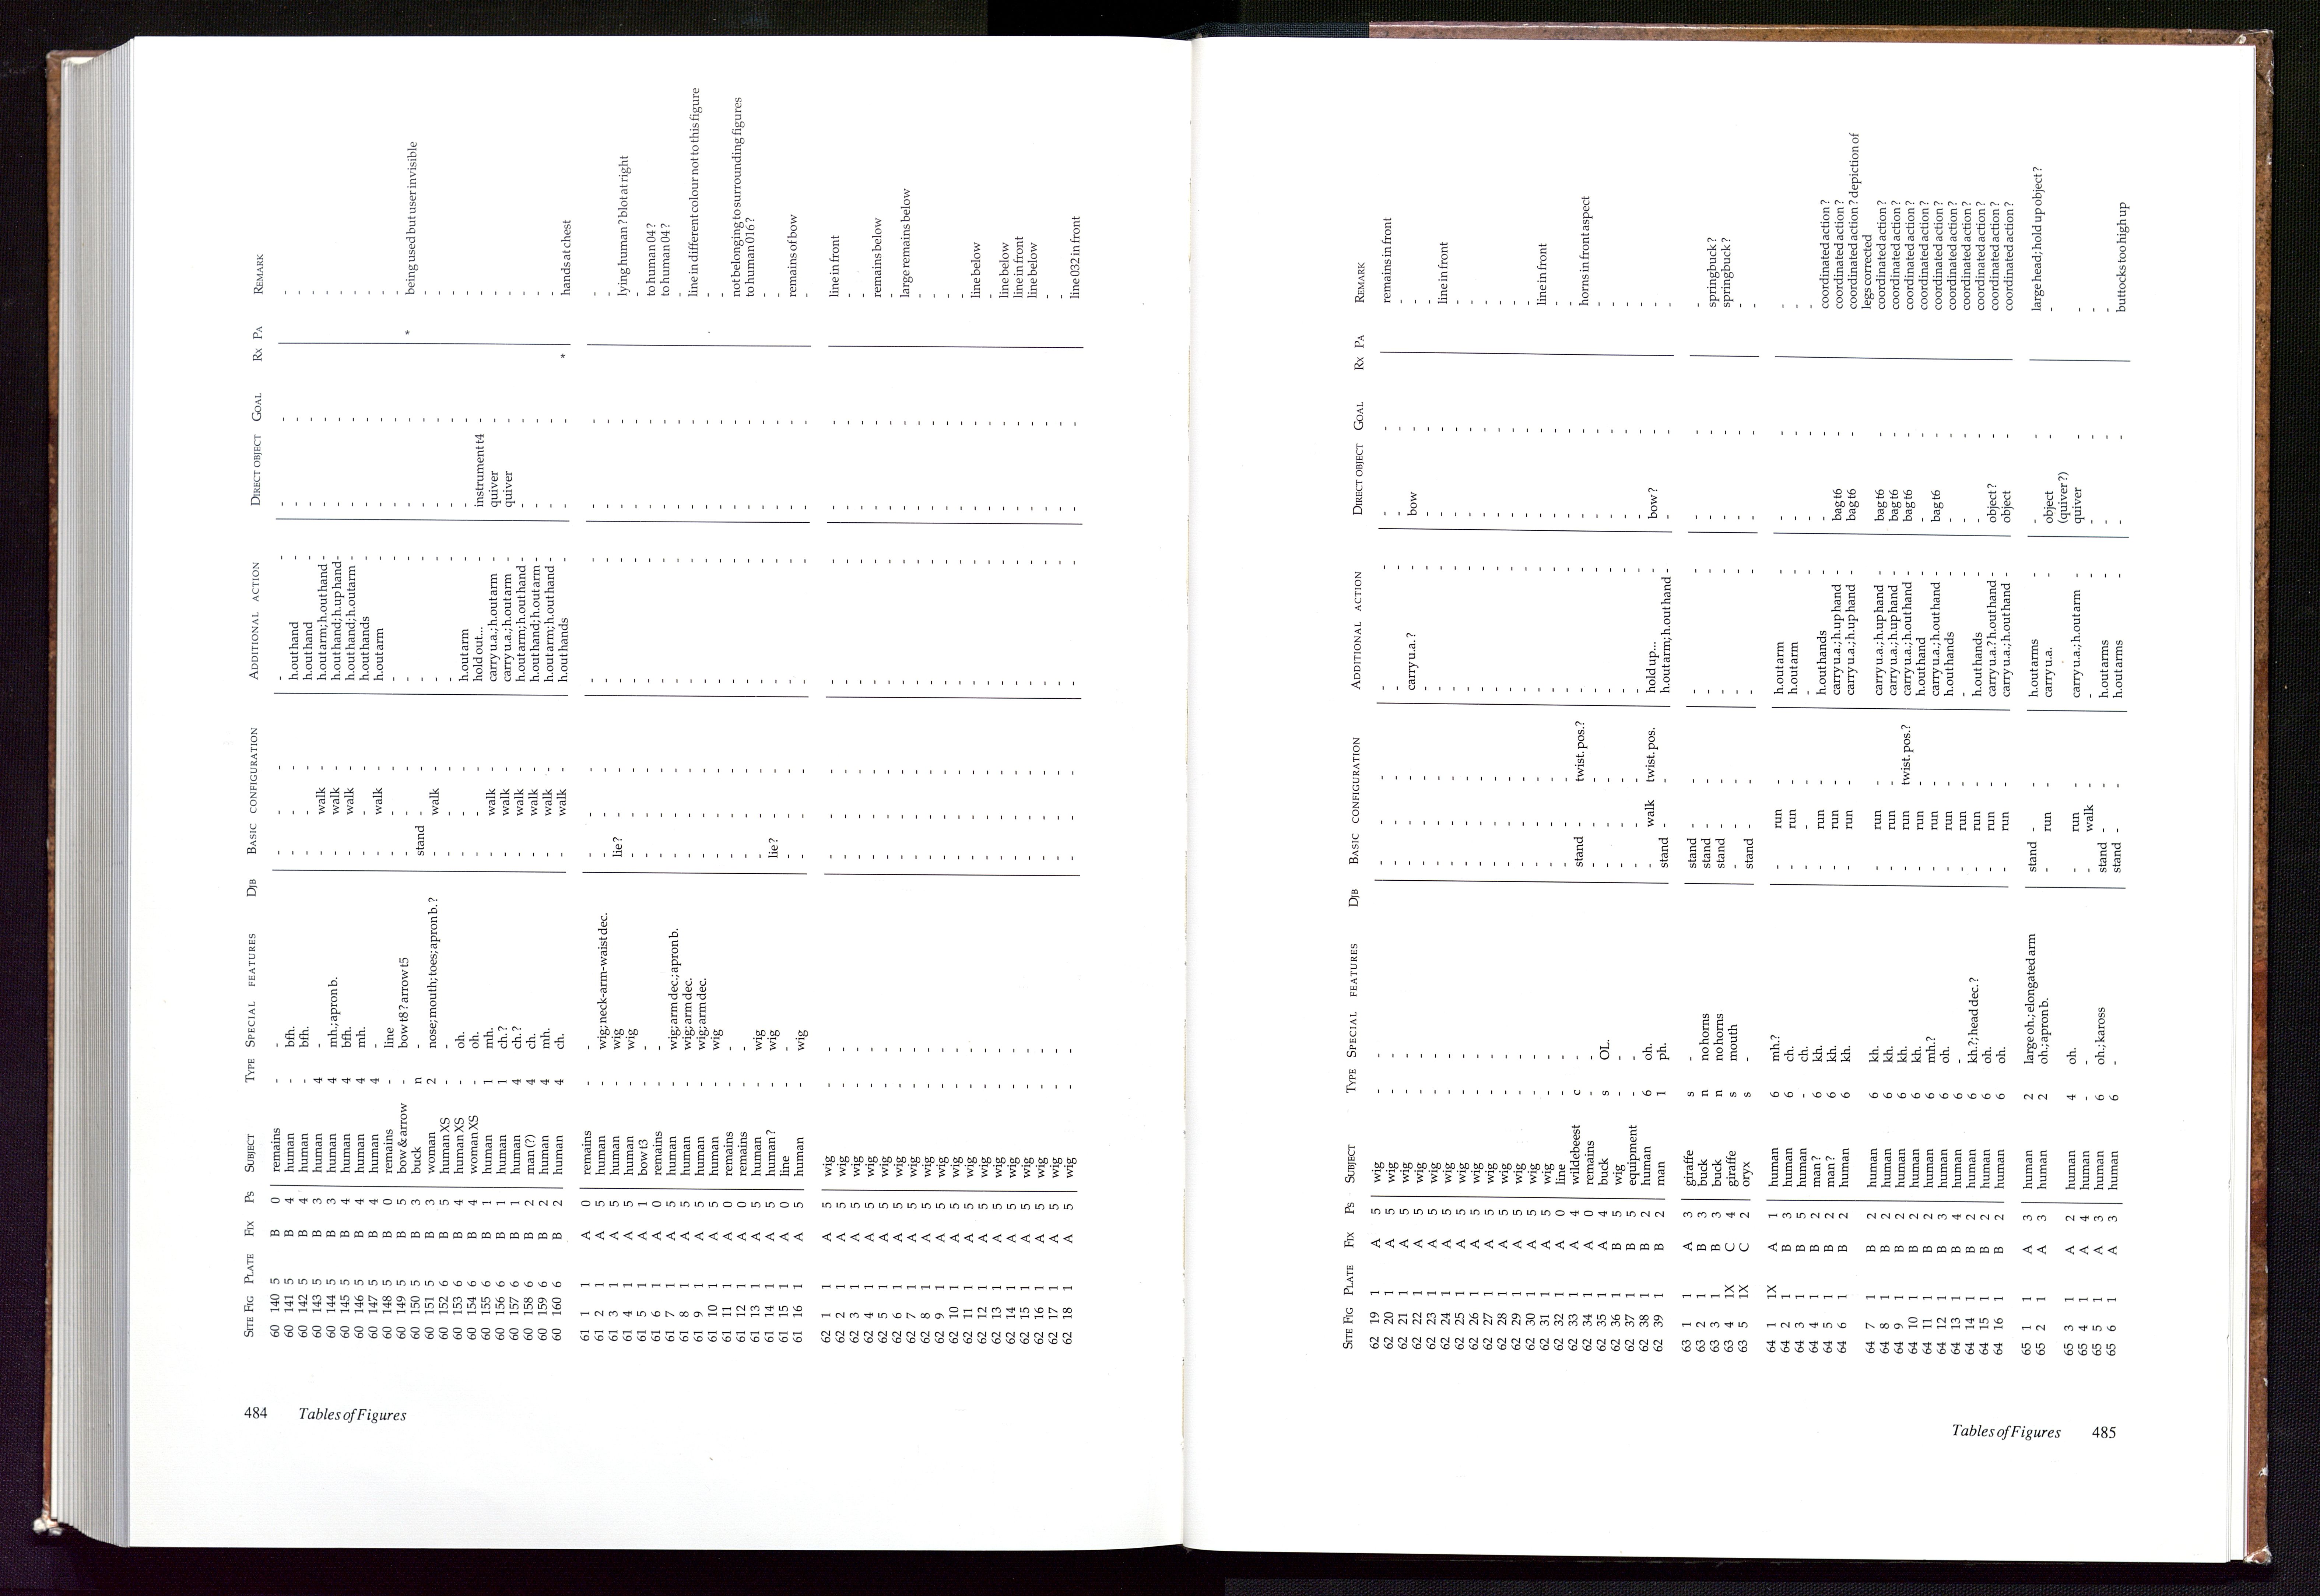 484 Tables of Figures
SITE FIG PLATE FIX PS SUBJECT TYPE SPECIAL FEATURES DJB BASIC CONFIGURATION ADDITIONAL ACTION DIRECT OBJECT GOAL RX PA REMARK
60 140 5 B 0 remains - - - - - - - - - -
60 141 5 B 4 human - bfh. - - - h.out hand - - - -
60 142 5 B 4 human - bfh. - - - h.out hand - - - -
60 143 5 B 3 human 4 - - walk - h.out arm; h.out hand - - - -
60 144 5 B 3 human 4 mh.; apron b. - walk - h.out hand; h.up hand - - - -
60 145 5 B 4 human 4 bfh. - walk - h.out hand; h.out arm - - - -
60 146 5 B 4 human 4 mh. - - - h.out hands - - - -
60 147 5 B 4 human 4 - - walk - h.out arm - - - -
60 148 5 B 0 remains - line - - - - - - - -
60 149 5 B 5 bow & arrow - bow t8? arrow t5 - - - - - - - * being used but user invisible
60 150 5 B 3 buck n - stand - - - - - - -
60 151 5 B 3 woman 2 nose; mouth; toes; apron b.? - walk - - - - - -
60 152 6 B 5 human XS - - - - - - - - - -
60 153 6 B 4 human XS - oh. - - - h.out arm - - - -
60 154 6 B 4 woman XS - oh. - - - hold out... - instrument t4 - -
60 155 6 B 1 human 1 mh. - walk - carry u.a.; h.out arm - quiver - -
60 156 6 B 1 human 1 ch.? - walk - carry u.a.; h.out arm - quiver - -
60 157 6 B 1 human 4 ch.? - walk - h.out arm; h.out hand - - - -
60 158 6 B 2 man (?) 4 ch. - walk - h.out hand; h.out arm - - - -
60 159 6 B 2 human 4 mh. - walk - h.out arm; h.out hand - - - -
60 160 6 B 2 human 4 ch. - walk - h.out hands - - - * hands at chest
61 1 1 A 0 remains - - - - - - - - - -
61 2 1 A 5 human - wig; neck-arm-waist dec. - - - - - - - -
61 3 1 A 5 human - wig lie? - - - - - - lying human? blot at right
61 4 1 A 5 human - wig - - - - - - - -
61 5 1 A 1 bow t3 - - - - - - - - - to human 04?
61 6 1 A 0 remains - - - - - - - - - to human 04?
61 7 1 A 5 human - wig; arm dec.; apron b. - - - - - - - -
61 8 1 A 5 human - wig; arm dec. - - - - - - - line in different colour not to this figure
61 9 1 A 5 human - wig; arm dec. - - - - - - - -
61 10 1 A 5 human - wig - - - - - - - -
61 11 1 A 0 remains - - - - - - - - - not belonging to surrounding figures
61 12 1 A 0 remains - - - - - - - - - to human 016?
61 13 1 A 5 human - wig - - - - - - - -
61 14 1 A 5 human? - wig lie? - - - - - - -
61 15 1 A 0 line - - - - - - - - - remains of bow
61 16 1 A 5 human - wig - - - - - - - -
62 1 1 A 5 wig - - - - - - - - - line in front
62 2 1 A 5 wig - - - - - - - - - -
62 3 1 A 5 wig - - - - - - - - - -
62 4 1 A 5 wig - - - - - - - - - remains below
62 5 1 A 5 wig - - - - - - - - - -
62 6 1 A 5 wig - - - - - - - - - large remains below
62 7 1 A 5 wig - - - - - - - - - -
62 8 1 A 5 wig - - - - - - - - - -
62 9 1 A 5 wig - - - - - - - - - -
62 10 1 A 5 wig - - - - - - - - - -
62 11 1 A 5 wig - - - - - - - - - line below
62 12 1 A 5 wig - - - - - - - - - -
62 13 1 A 5 wig - - - - - - - - - line below
62 14 1 A 5 wig - - - - - - - - - line in front
62 15 1 A 5 wig - - - - - - - - - line below
62 16 1 A 5 wig - - - - - - - - - -
62 17 1 A 5 wig - - - - - - - - - -
62 18 1 A 5 wig - - - - - - - - - line 032 in front
SITE FIG PLATE FIX PS SUBJECT TYPE SPECIAL FEATURES DJB BASIC CONFIGURATION ADDITIONAL ACTION DIRECT OBJECT GOAL RX PA REMARK
62 19 1 A 5 wig - - - - - - - - - remains in front
62 20 1 A 5 wig - - - - - - - - - -
62 21 1 A 5 wig - - - - - carry u.a.? - bow - -
62 22 1 A 5 wig - - - - - - - - - -
62 23 1 A 5 wig - - - - - - - - - line in front
62 24 1 A 5 wig - - - - - - - - - -
62 25 1 A 5 wig - - - - - - - - - -
62 26 1 A 5 wig - - - - - - - - - -
62 27 1 A 5 wig - - - - - - - - - -
62 28 1 A 5 wig - - - - - - - - - -
62 29 1 A 5 wig - - - - - - - - - -
62 30 1 A 5 wig - - - - - - - - - line in front
62 31 1 A 5 wig - - - - - - - - - -
62 32 1 A 0 line - - - - - - - - - -
62 33 1 A 4 wildebeest c - stand - twist. pos.? - - - - horns in front aspect
62 34 1 A 0 remains - - - - - - - - - -
62 35 1 A 4 buck s OL. - - - - - - - -
62 36 1 B 5 wig - - - - - - - - - -
62 37 1 B 5 equipment - - - - - - - - - -
62 38 1 B 2 human 6 oh. - walk twist. pos. hold up... - bow? - -
62 39 1 B 2 man 1 ph. stand - - h.out arm; h.out hand - - - -
63 1 1 A 3 giraffe s - stand - - - - - - -
63 2 1 B 3 buck n no horns stand - - - - - - springbuck?
63 3 1 B 3 buck n no horns stand - - - - - - springbuck?
63 4 1X C 4 giraffe s mouth - - - - - - - -
63 5 1X C 2 oryx s - stand - - - - - - -
64 1 1X A 1 human 6 mh.? - run - h.out arm - - - -
64 2 1 B 3 human 6 ch. - run - h.out arm - - - -
64 3 1 B 5 human - ch. - - - - - - - -
64 4 1 B 2 man? 6 kh. - run - h.out hands - - - coordinated action?
64 5 1 B 2 man? 6 kh. - run - carry u.a.; h.up hand - bag t6 - coordinated action?
64 6 1 B 2 human 6 kh. - run - carry u.a.; h.up hand - bag t6 - coordinated action? depiction of
legs corrected
64 7 1 B 2 human 6 kh. - run - carry u.a.; h.up hand - bag t6 - coordinated action?
64 8 1 B 2 human 6 kh. - run - carry u.a.; h.up hand - bag t6 - coordinated action?
64 9 1 B 2 human 6 kh. - run twist. pos.? carry u.a.; h.out hand - bag t6 - coordinated action?
64 10 1 B 2 human 6 kh. - run - h.out hand - - - coordinated action?
64 11 1 B 2 human 6 mh.? - run - carry u.a.; h.out hand - bag t6 - coordinated action?
64 12 1 B 3 human 6 oh. - run - h.out hands - - - coordinated action?
64 13 1 B 4 human 6 - - run - - - - - coordinated action?
64 14 1 B 2 human 6 kh.?; head dec.? - run - h.out hands - - - coordinated action?
64 15 1 B 2 human 6 oh. - run - carry u.a.? h.out hand - object? - coordinated action?
64 16 1 B 2 human 6 oh. - run - carry u.a.; h.out hand - object - coordinated action?
65 1 1 A 3 human 2 large oh.; elongated arm stand - - h.out arms - - - large head; hold up object?
65 2 1 A 3 human 2 oh.; apron b. - run - carry u.a. - object - -
(quiver?)
65 3 1 A 2 human 4 oh. - run - carry u.a.; h.out arm - quiver - -
65 4 1 A 4 human - - - walk - - - - - -
65 5 1 A 3 human 6 oh.; kaross stand - - h.out arms - - - -
65 6 1 A 3 human 6 - stand - - h.out arms - - - buttocks too high up
Tables of Figures 485